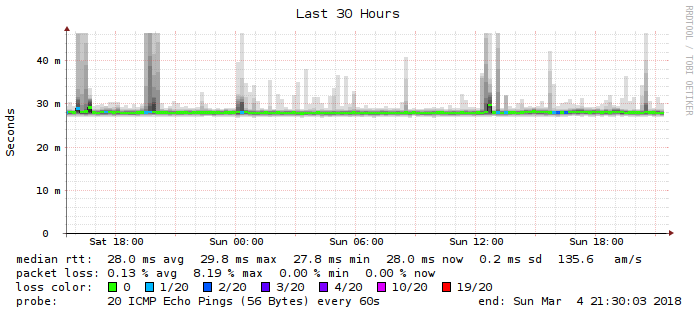 Last 30 Hours
RRDTOOL / TOBI OETIKER
Seconds
40 m
30 m
20 m
10 m
0
Sat 18:00 Sun 00:00 Sun 06:00 Sun 12:00 Sun 18:00
median rtt: 28.0 ms avg 29.8 ms max 27.8 ms min 28.0 ms now 0.2 ms sd 135.6 am/s
packet loss: 0.13 % avg 8.19 % max 0.00 % min 0.00 % now
loss color: 0 1/20 2/20 3/20 4/20 10/20 19/20
probe: 20 ICMP Echo Pings (56 Bytes) every 60s end: Sun Mar 4 21:30:03 2018